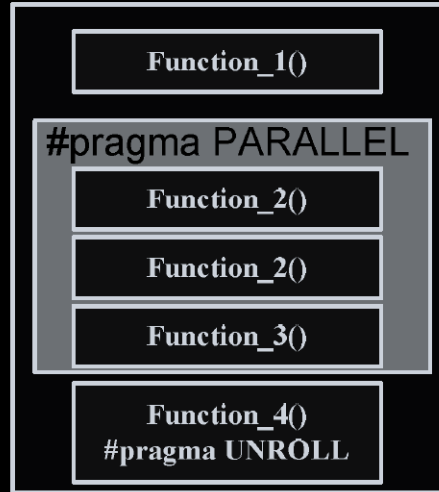 Function_1()
#pragma PARALLEL
Function_2()
Function_2()
Function_3()
Function_4()
#pragma UNROLL